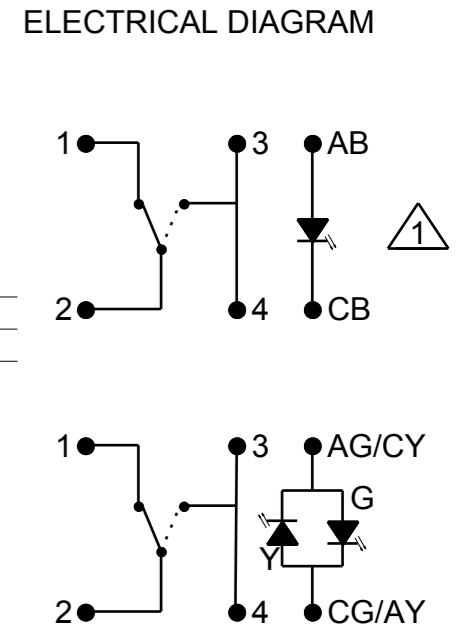 ELECTRICAL DIAGRAM
1 3 AB
1
2 4 CB
1 3 AG/CY
G
Y
2 4 CG/AY